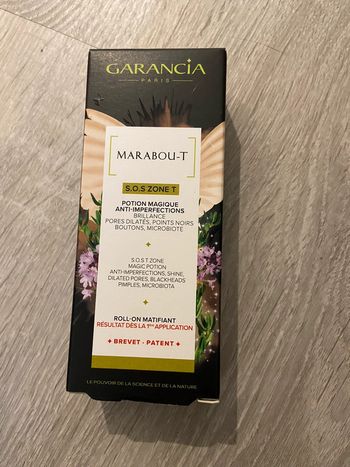 GARANCIA
PARIS
MARABOU-T
S.O.S ZONE T
POTION MAGIQUE
ANTI-IMPERFECTIONS
BRILLANCE
PORES DILATÉS, POINTS NOIRS
BOUTONS, MICROBIOTE
S.O.S T ZONE
MAGIC POTION
ANTI-IMPERFECTIONS, SHINE,
DILATED PORES, BLACKHEADS
PIMPLES, MICROBIOTA
ROLL-ON MATIFIANT
RÉSULTAT DÈS LA 1ÈRE APPLICATION
+ BREVET - PATENT +
LE POUVOIR DE LA SCIENCE ET DE LA NATURE